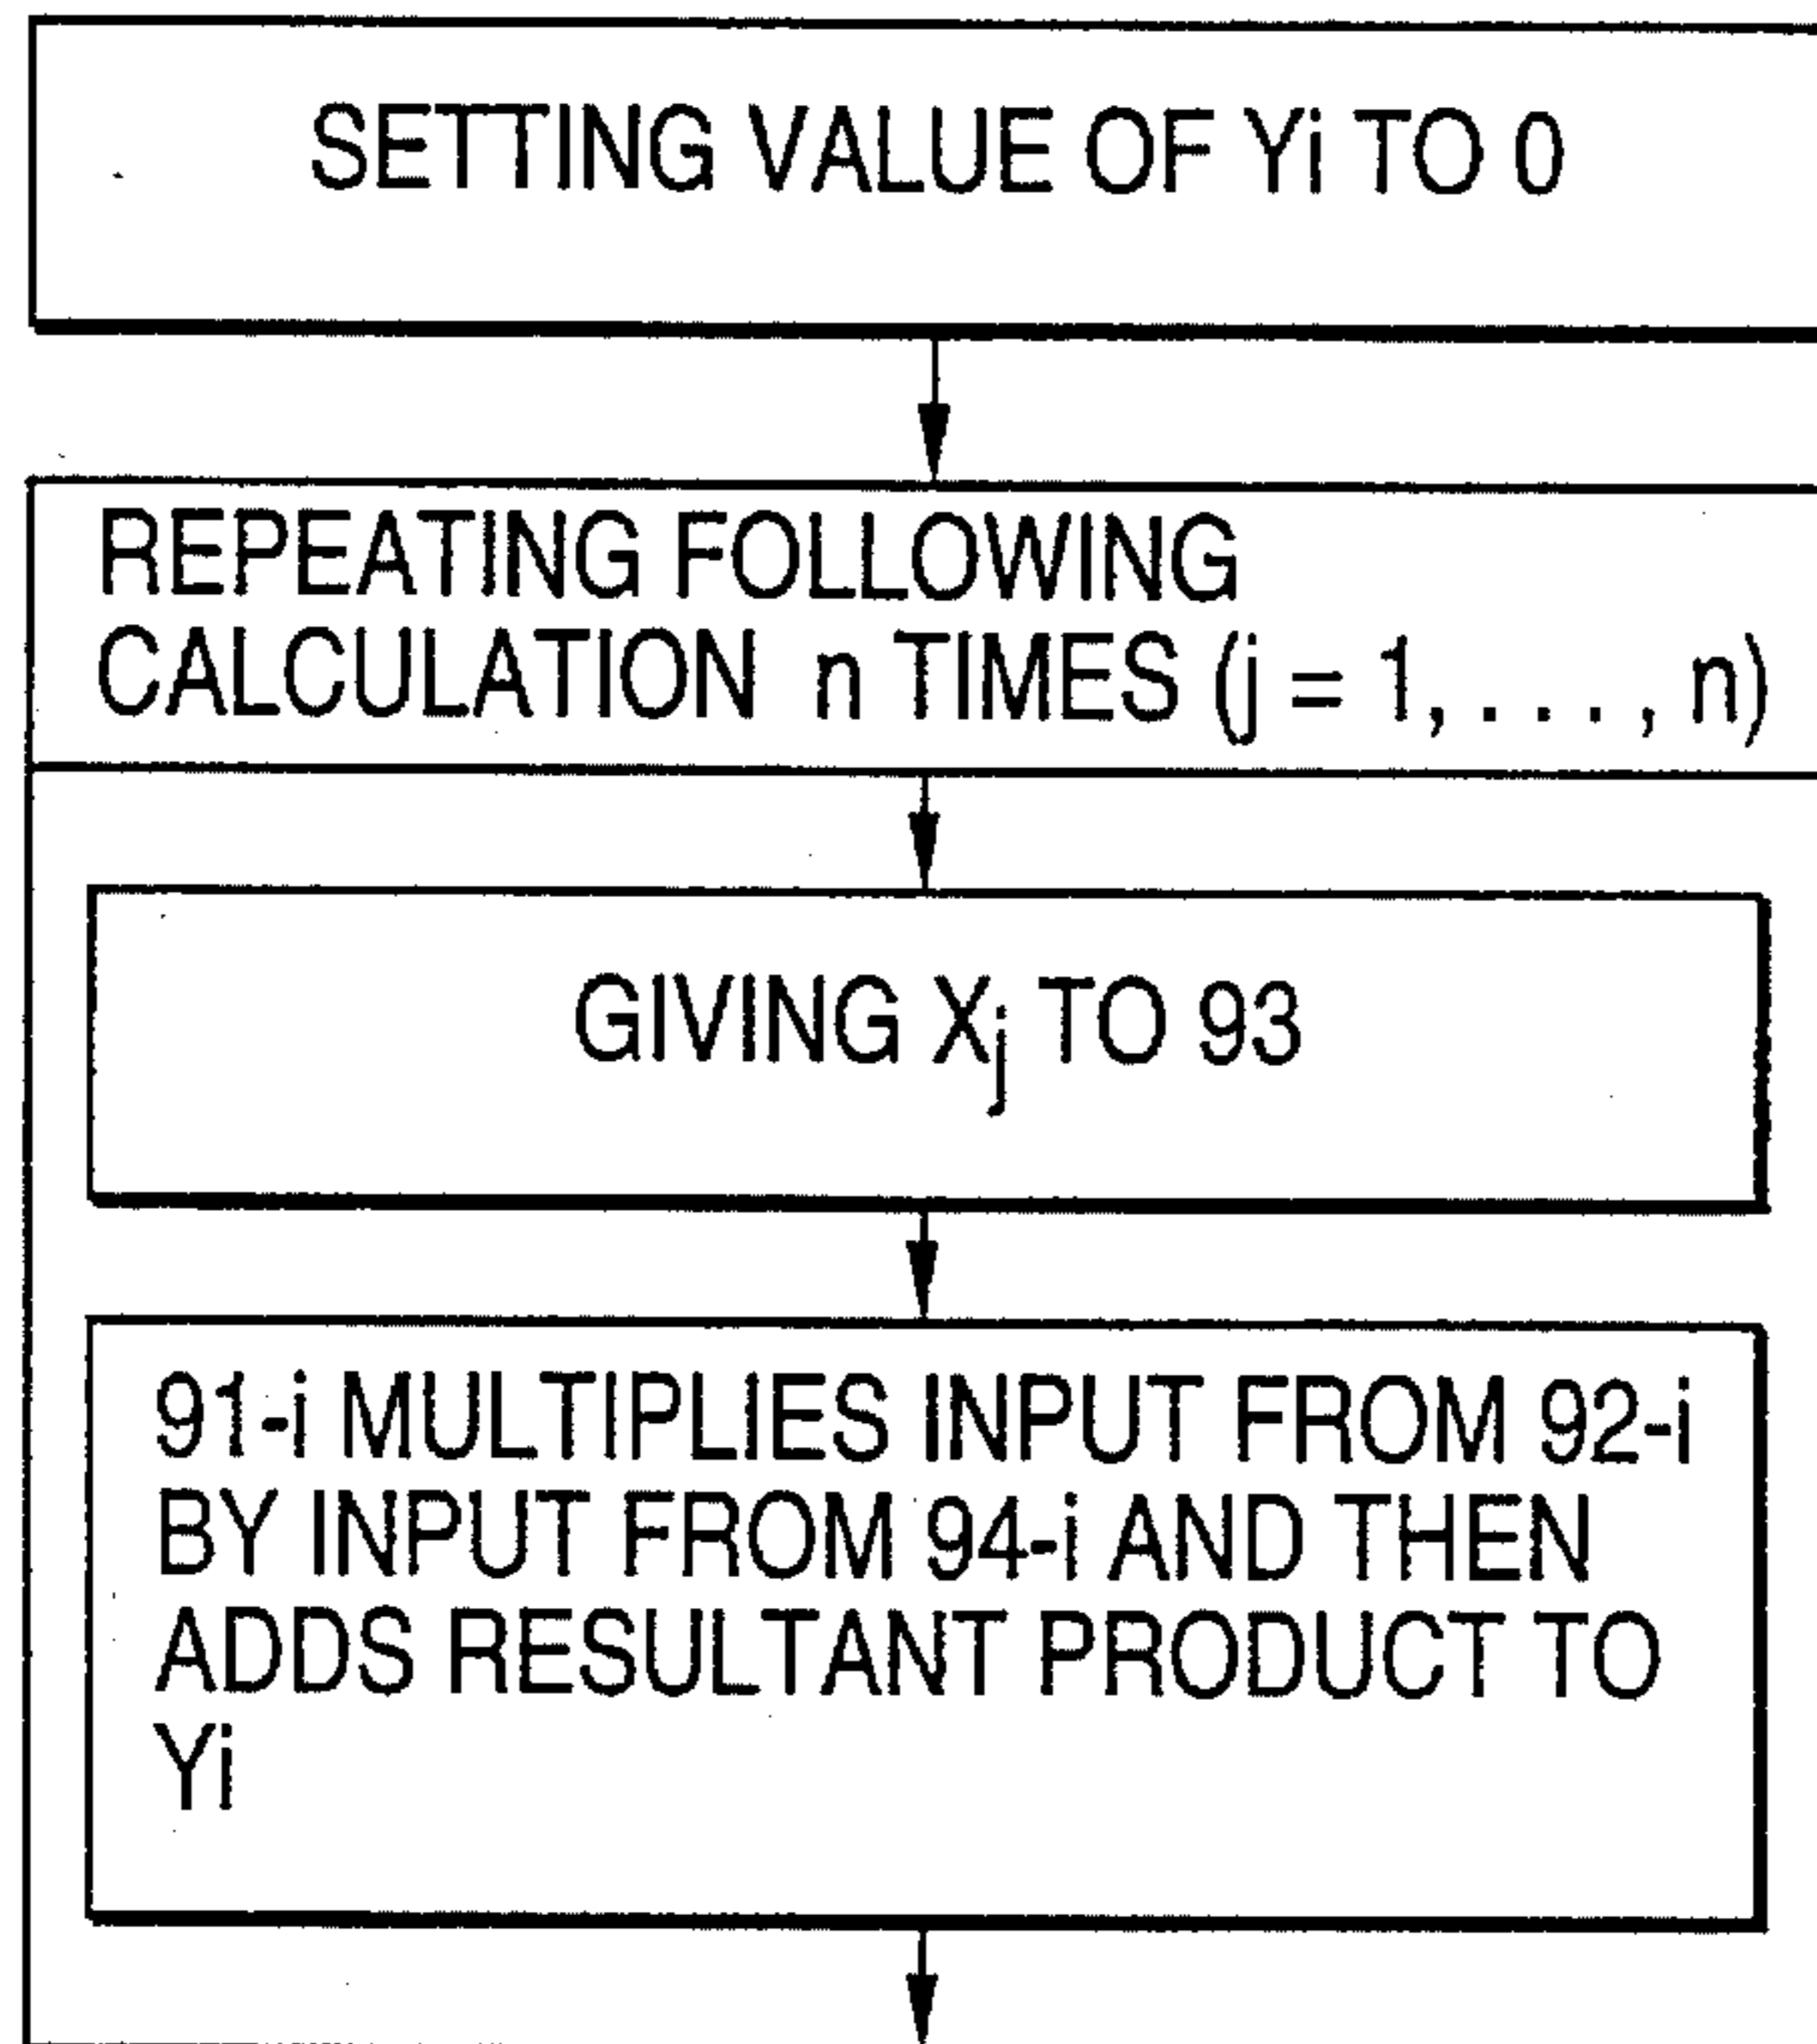 SETTING VALUE OF Yi TO 0
REPEATING FOLLOWING
CALCULATION n TIMES (j = 1, . . . , n)
GIVING Xj TO 93
91-i MULTIPLIES INPUT FROM 92-i
BY INPUT FROM 94-i AND THEN
ADDS RESULTANT PRODUCT TO
Yi